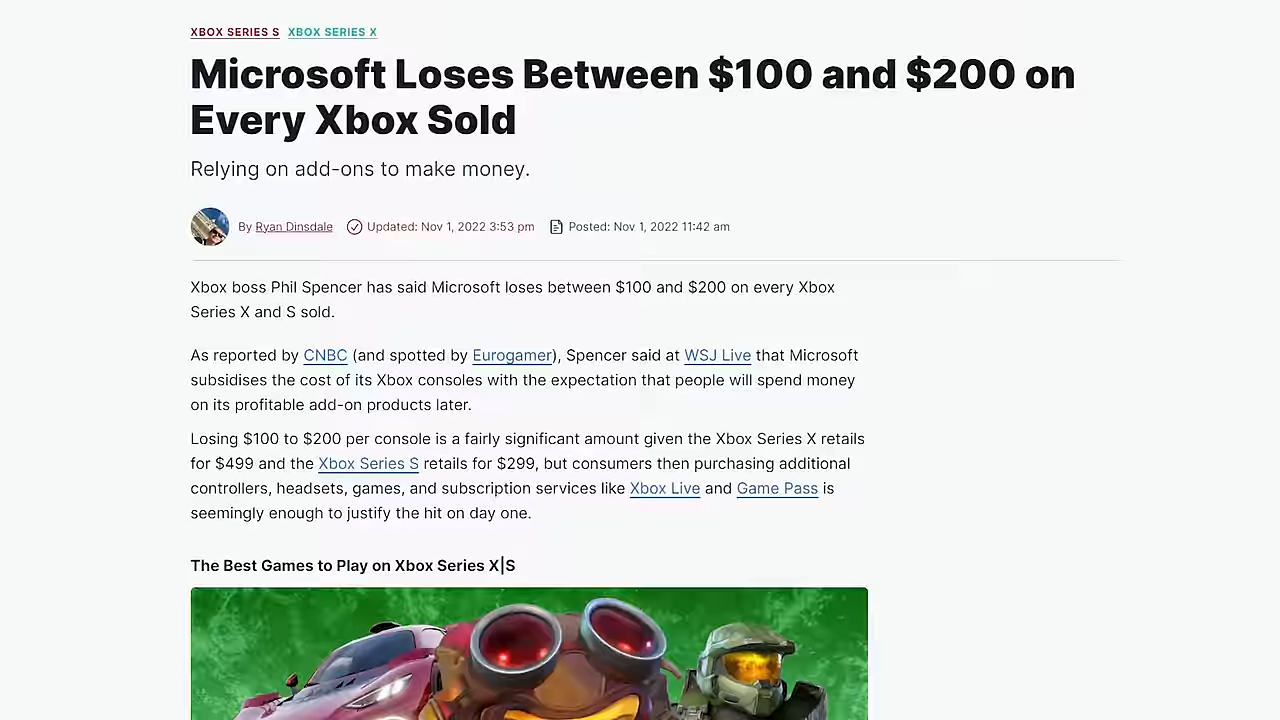 XBOX SERIES S XBOX SERIES X
Microsoft Loses Between $100 and $200 on
Every Xbox Sold
Relying on add-ons to make money.
By Ryan Dinsdale Updated: Nov 1, 2022 3:53 pm Posted: Nov 1, 2022 11:42 am
Xbox boss Phil Spencer has said Microsoft loses between $100 and $200 on every Xbox
Series X and S sold.
As reported by CNBC (and spotted by Eurogamer), Spencer said at WSJ Live that Microsoft
subsidises the cost of its Xbox consoles with the expectation that people will spend money
on its profitable add-on products later.
Losing $100 to $200 per console is a fairly significant amount given the Xbox Series X retails
for $499 and the Xbox Series S retails for $299, but consumers then purchasing additional
controllers, headsets, games, and subscription services like Xbox Live and Game Pass is
seemingly enough to justify the hit on day one.
The Best Games to Play on Xbox Series X|S